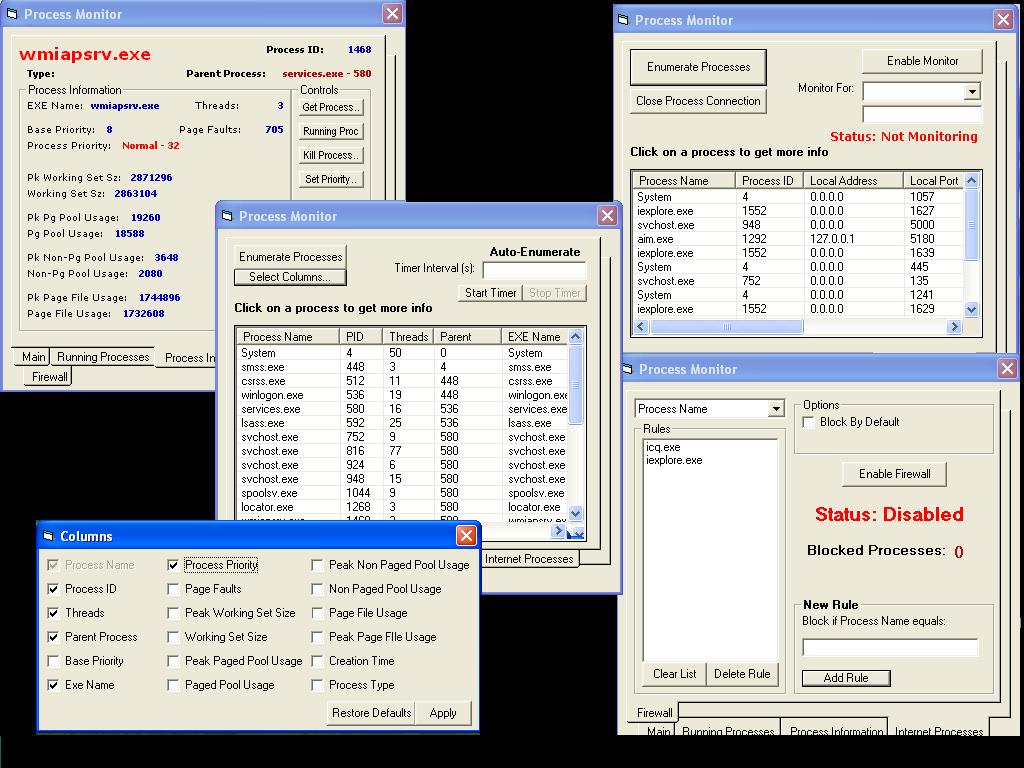 Process Monitor
wmiapsrv.exe
Process ID: 1468
Type:
Parent Process: services.exe - 580
Process Information
EXE Name: wmiapsrv.exe Threads: 3
Base Priority: 8 Page Faults: 705
Process Priority: Normal - 32
Pk Working Set Sz: 2871296
Working Set Sz: 2863104
Pk Pg Pool Usage: 19260
Pg Pool Usage: 18588
Pk Non-Pg Pool Usage: 3648
Non-Pg Pool Usage: 2080
Pk Page File Usage: 1744896
Page File Usage: 1732608
Controls
Get Process..
Running Proc
Kill Process..
Set Priority..
Main Running Processes Process In
Firewall
Process Monitor
Enumerate Processes
Select Columns...
Auto-Enumerate
Timer Interval (s):
Start Timer Stop Timer
Click on a process to get more info
Process Name PID Threads Parent EXE Name
System 4 50 0 System
smss.exe 448 3 4 smss.exe
csrss.exe 512 11 448 csrss.exe
winlogon.exe 536 19 448 winlogon.exe
services.exe 580 16 536 services.exe
lsass.exe 592 25 536 lsass.exe
svchost.exe 752 9 580 svchost.exe
svchost.exe 816 77 580 svchost.exe
svchost.exe 924 6 580 svchost.exe
svchost.exe 948 15 580 svchost.exe
spoolsv.exe 1044 9 580 spoolsv.exe
locator.exe 1268 3 580 locator.exe
Internet Processes
Columns
Process Name Process Priority Peak Non Paged Pool Usage
Process ID Page Faults Non Paged Pool Usage
Threads Peak Working Set Size Page File Usage
Parent Process Working Set Size Peak Page FIle Usage
Base Priority Peak Paged Pool Usage Creation Time
Exe Name Paged Pool Usage Process Type
Restore Defaults Apply
Process Monitor
Enumerate Processes
Close Process Connection
Enable Monitor
Monitor For:
Status: Not Monitoring
Click on a process to get more info
Process Name Process ID Local Address Local Port
System 4 0.0.0.0 1057
iexplore.exe 1552 0.0.0.0 1627
svchost.exe 948 0.0.0.0 5000
aim.exe 1292 127.0.0.1 5180
iexplore.exe 1552 0.0.0.0 1639
System 4 0.0.0.0 445
svchost.exe 752 0.0.0.0 135
System 4 0.0.0.0 1241
iexplore.exe 1552 0.0.0.0 1629
Process Monitor
Process Name
Rules
icq.exe
iexplore.exe
Clear List Delete Rule
Options
Block By Default
Enable Firewall
Status: Disabled
Blocked Processes: ()
New Rule
Block if Process Name equals:
Add Rule
Firewall
Main Running Processes Process Information Internet Processes